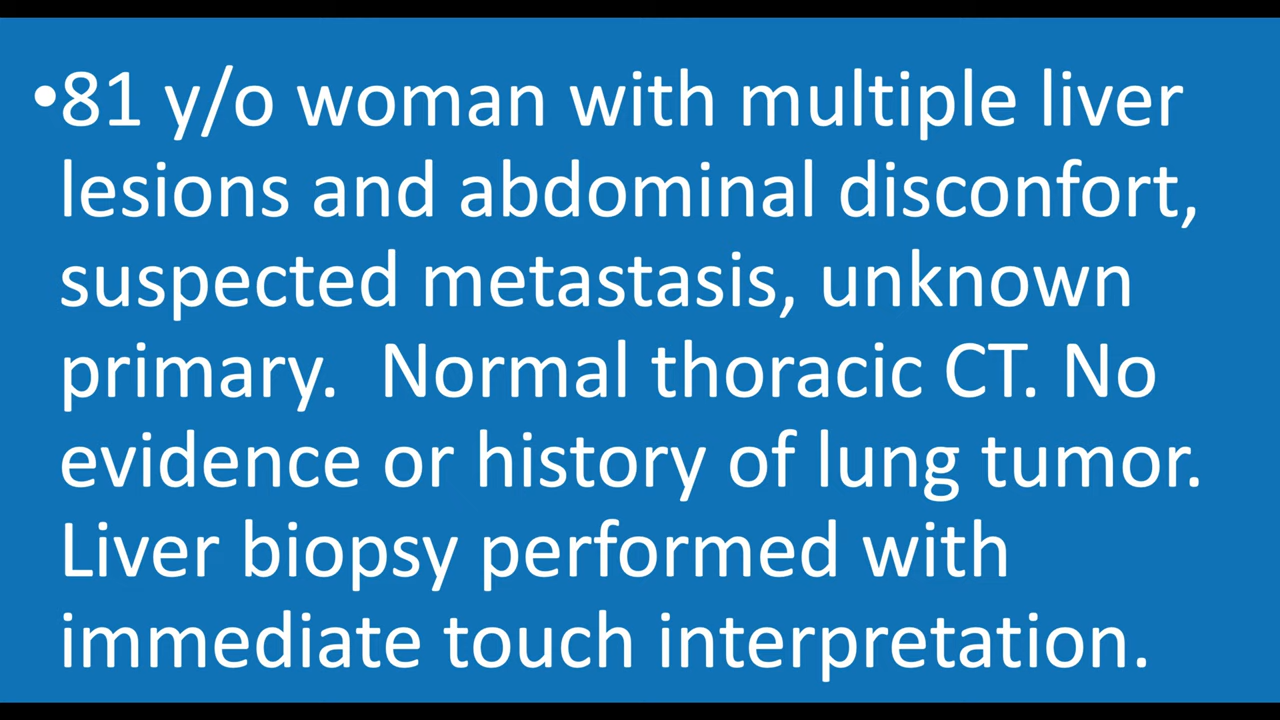 •81 y/o woman with multiple liver
lesions and abdominal disconfort,
suspected metastasis, unknown
primary.  Normal thoracic CT. No
evidence or history of lung tumor.
Liver biopsy performed with
immediate touch interpretation.